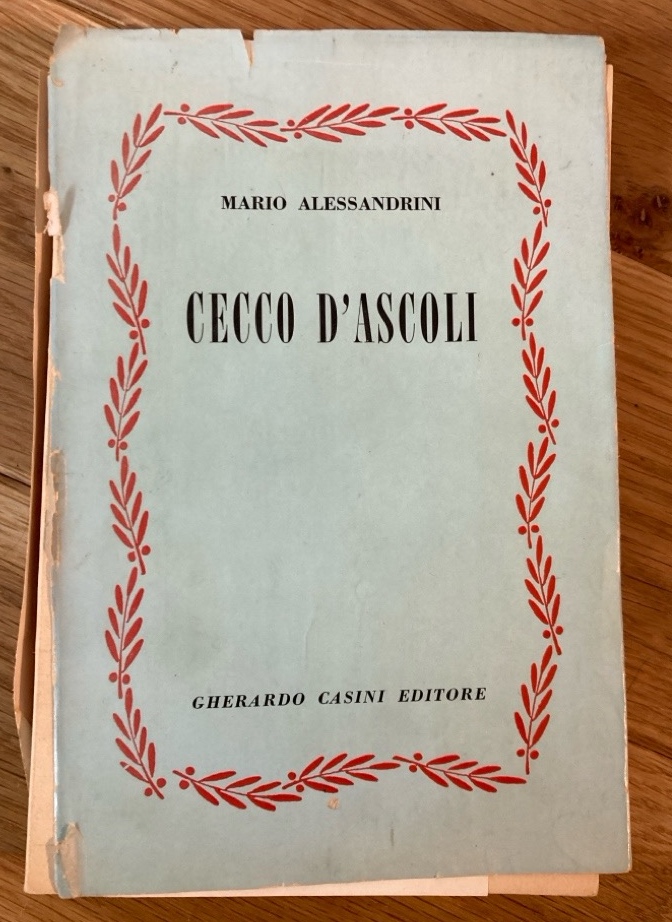 MARIO ALESSANDRINI
CECCO D'ASCOLI
GHERARDO CASINI EDITORE